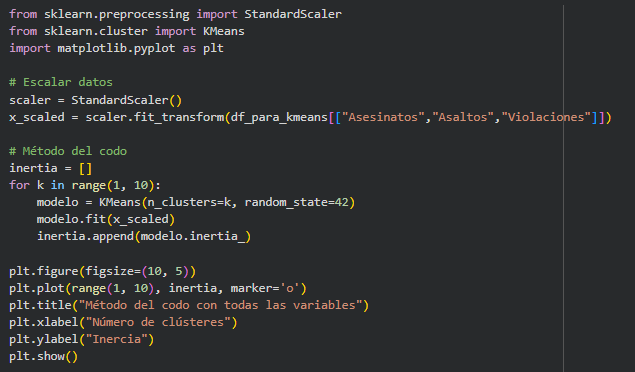 from sklearn.preprocessing import StandardScaler
from sklearn.cluster import KMeans
import matplotlib.pyplot as plt

# Escalar datos
scaler = StandardScaler()
x_scaled = scaler.fit_transform(df_para_kmeans[["Asesinatos","Asaltos","Violaciones"]])

# Método del codo
inertia = []
for k in range(1, 10):
    modelo = KMeans(n_clusters=k, random_state=42)
    modelo.fit(x_scaled)
    inertia.append(modelo.inertia_)

plt.figure(figsize=(10, 5))
plt.plot(range(1, 10), inertia, marker='o')
plt.title("Método del codo con todas las variables")
plt.xlabel("Número de clústeres")
plt.ylabel("Inercia")
plt.show()